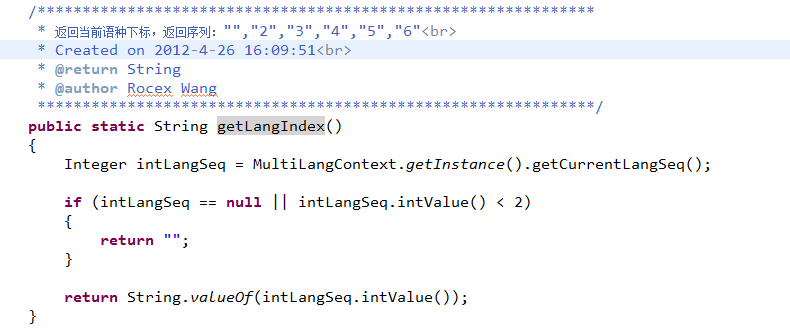 /**************************************************************
 * 返回当前语种下标，返回序列："","2","3","4","5","6"<br>
 * Created on 2012-4-26 16:09:51<br>
 * @return String
 * @author Rocex Wang
 **************************************************************/
public static String getLangIndex()
{
    Integer intLangSeq = MultiLangContext.getInstance().getCurrentLangSeq();
    if (intLangSeq == null || intLangSeq.intValue() < 2)
    {
        return "";
    }
    return String.valueOf(intLangSeq.intValue());
}